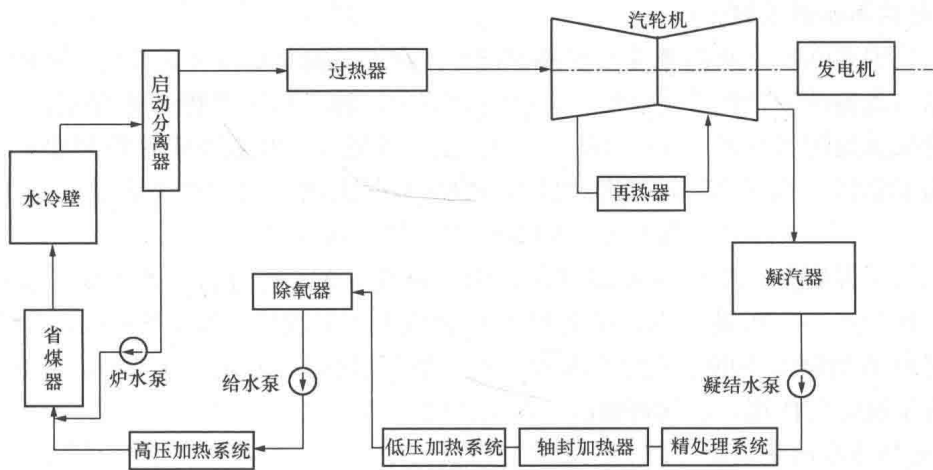 汽轮机
过热器
发电机
启动分离器
水冷壁
再热器
凝汽器
除氧器
省煤器
炉水泵
给水泵
凝结水泵
高压加热系统
低压加热系统
轴封加热器
精处理系统